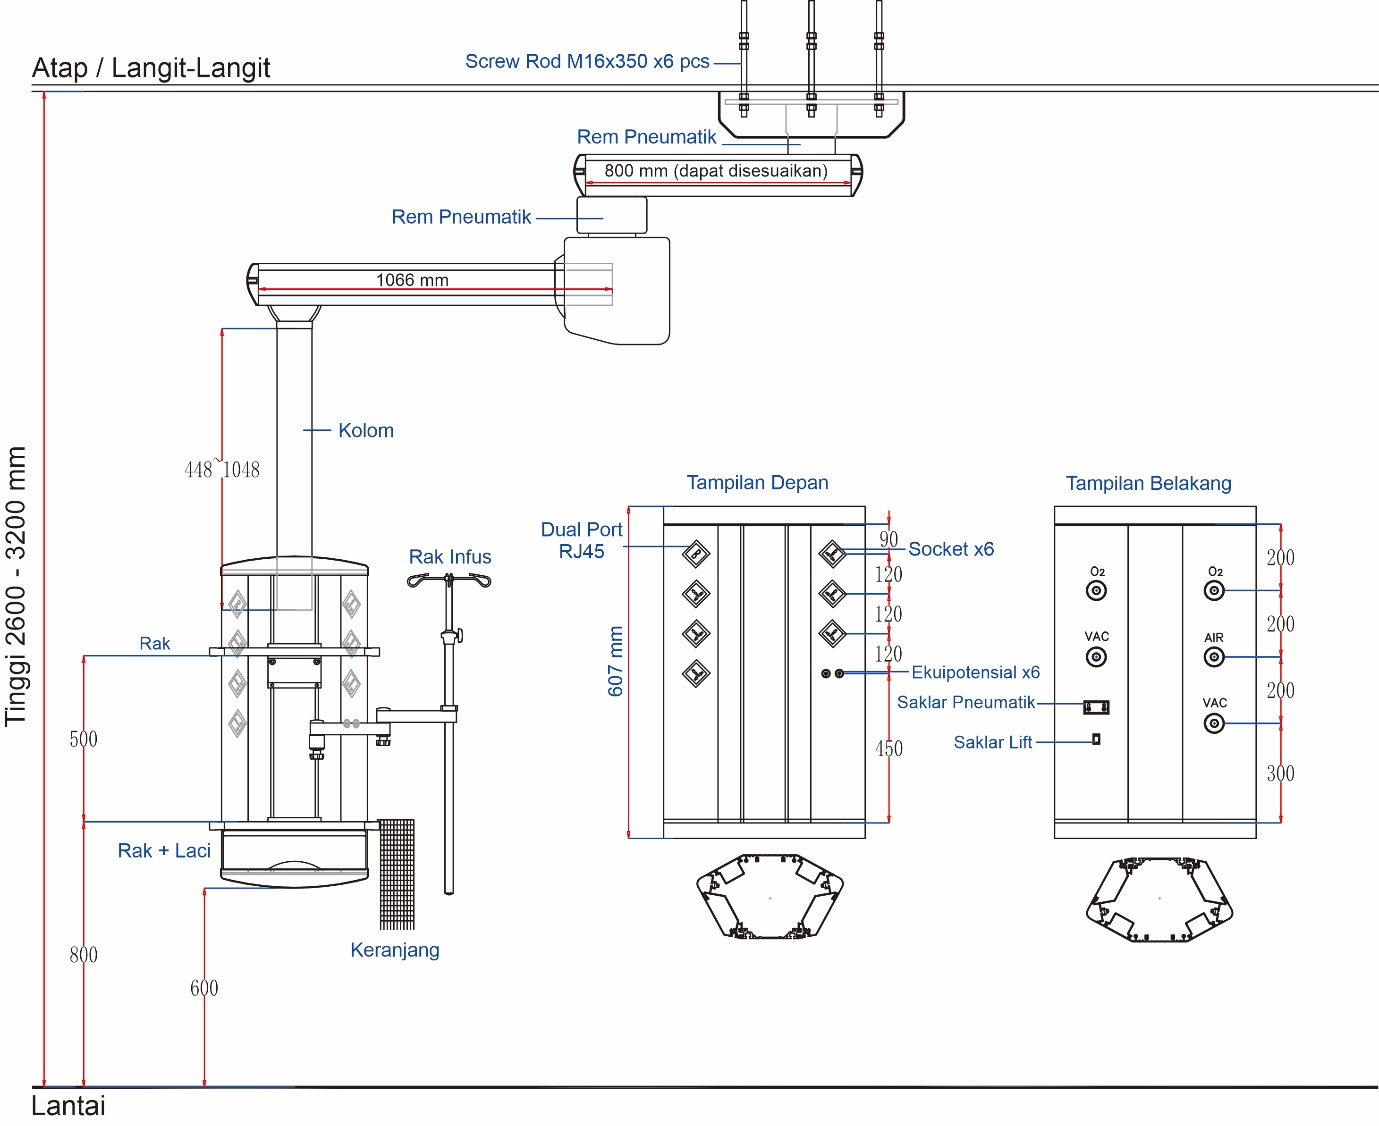 Atap / Langit-Langit
Screw Rod M16x350 x6 pcs
Rem Pneumatik
800 mm (dapat disesuaikan)
Rem Pneumatik
1066 mm
Kolom
448~1048
Tinggi 2600 - 3200 mm
Rak Infus
Rak
500
Rak + Laci
800
600
Keranjang
Lantai
Tampilan Depan
Dual Port
RJ45
607 mm
90
Socket x6
120
120
120
Ekuipotensial x6
450
Tampilan Belakang
O2
O2
VAC
AIR
VAC
Saklar Pneumatik
Saklar Lift
200
200
200
300